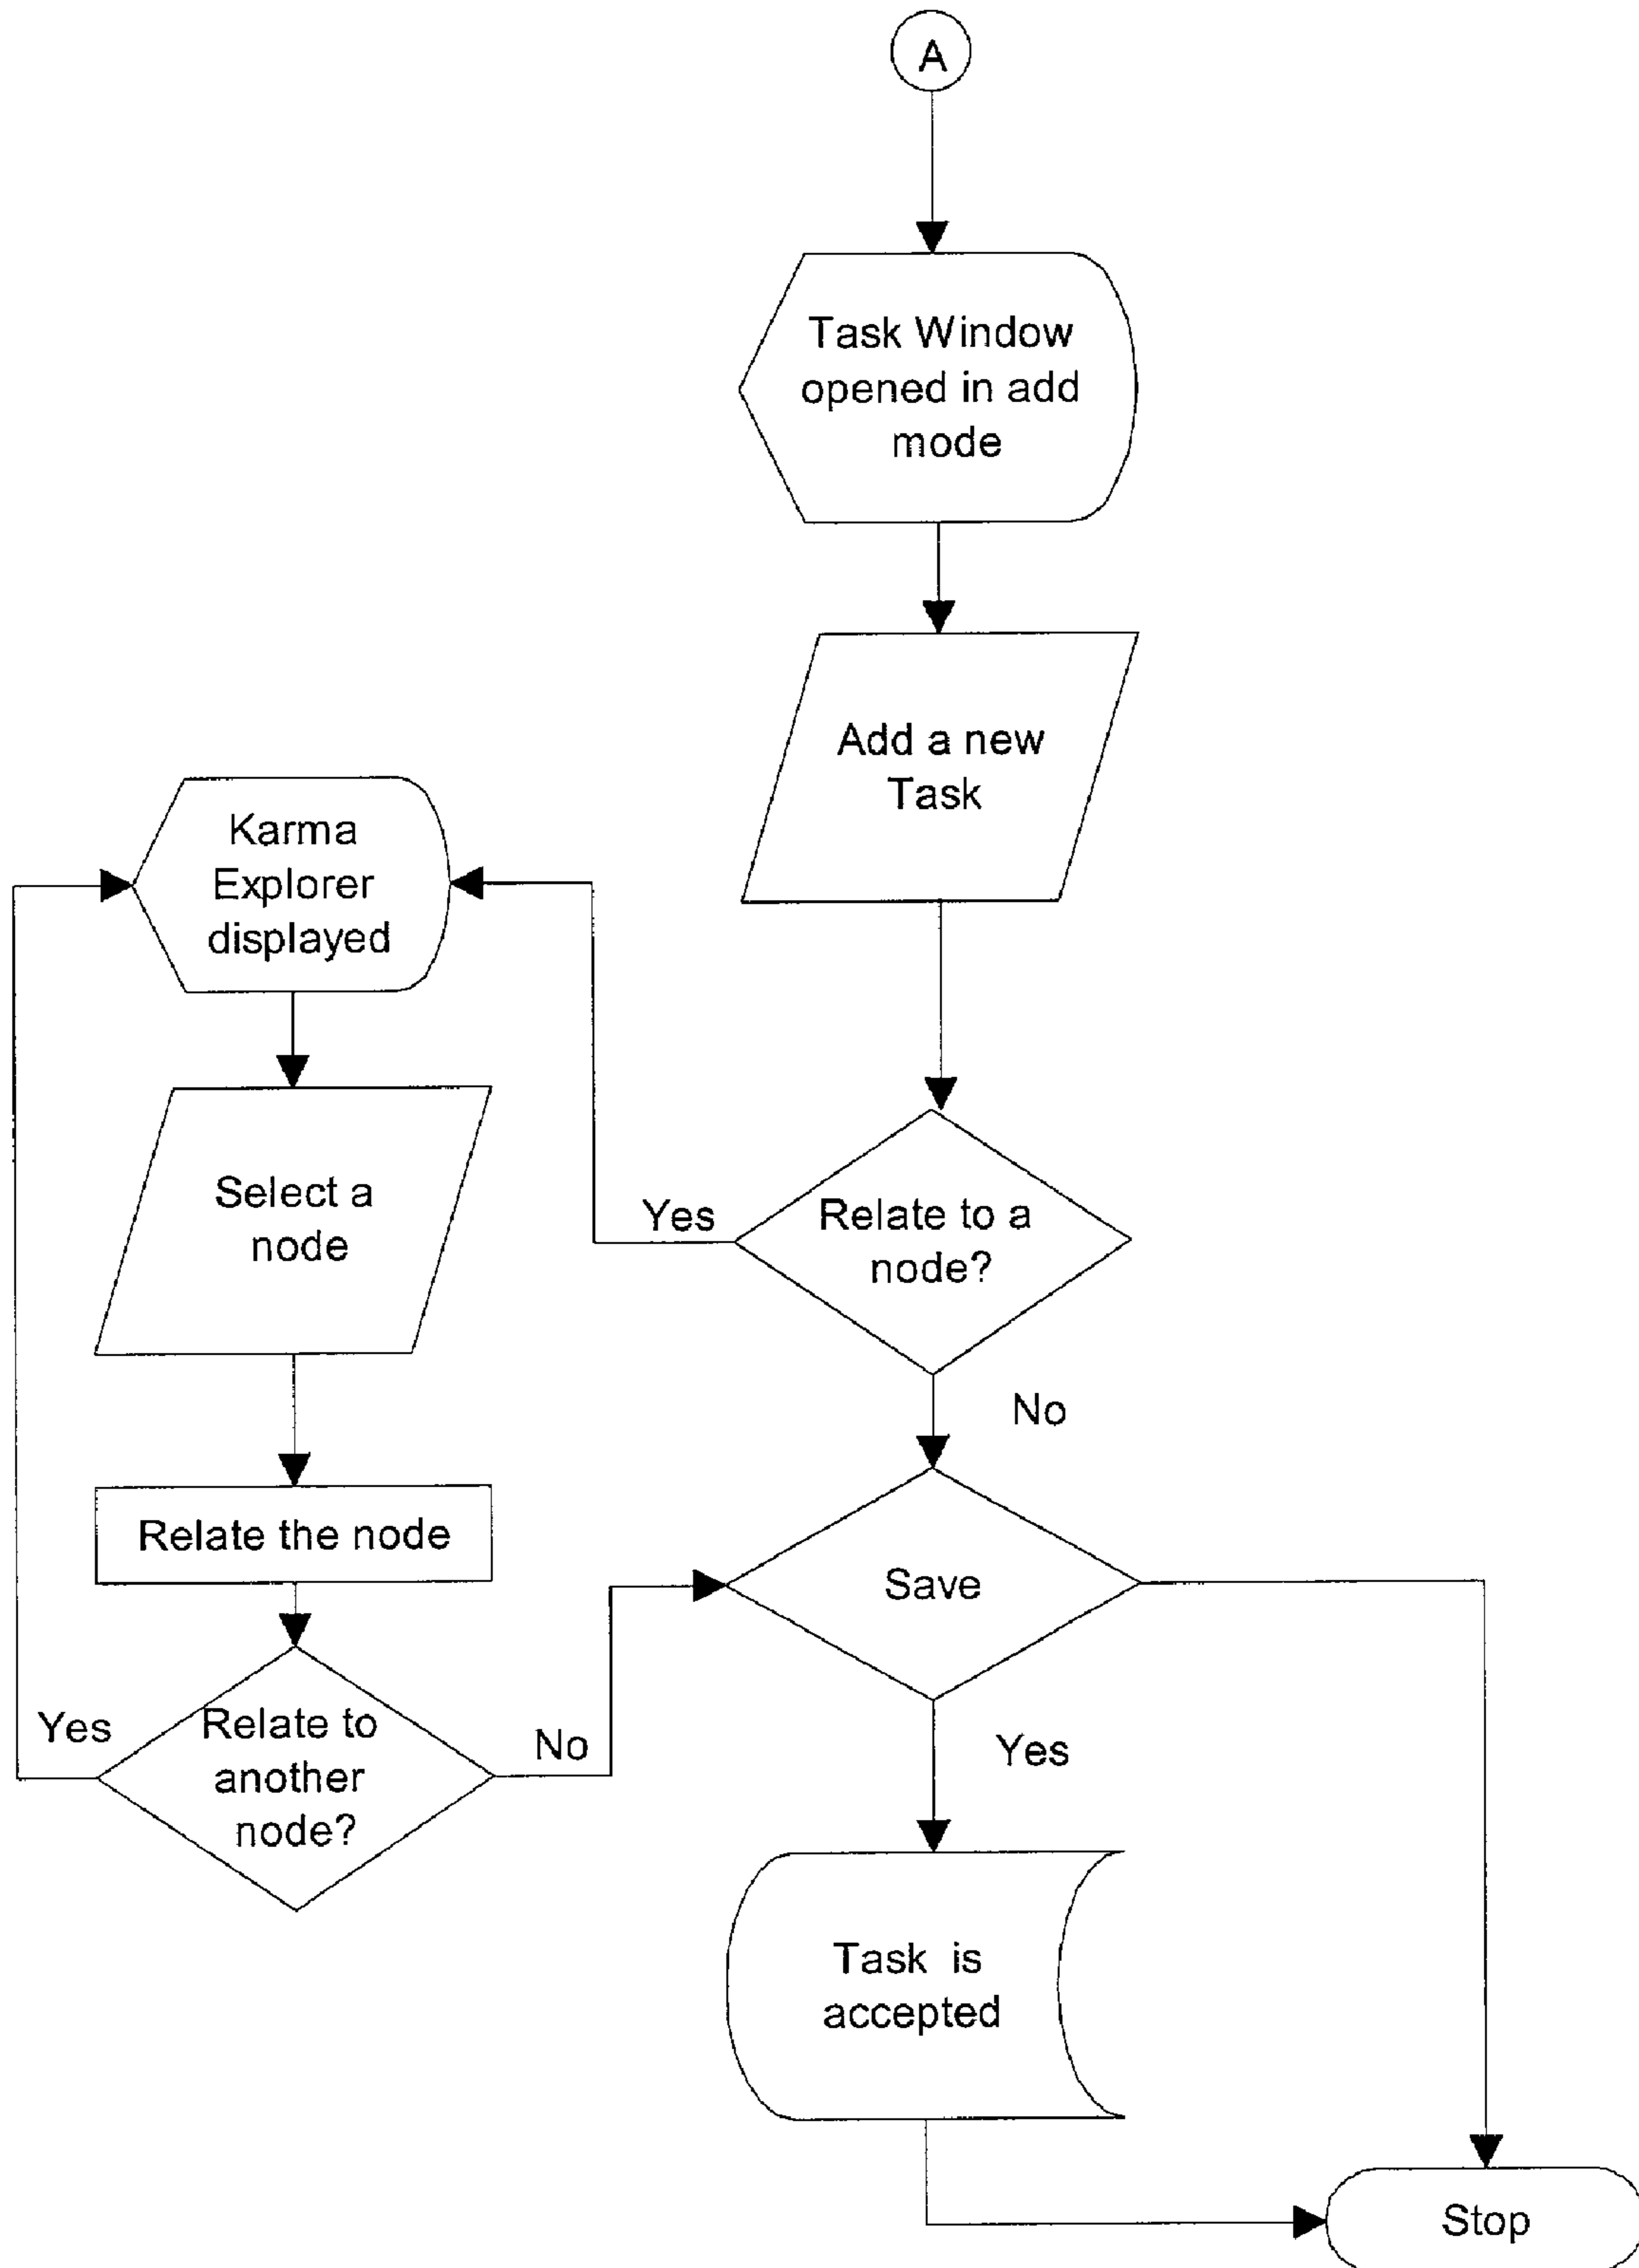 A
Task Window
opened in add
mode
Add a new
Task
Karma
Explorer
displayed
Select a
node
Yes
Relate to a
node?
No
Relate the node
Save
Yes
Relate to
another
node?
No
Yes
Task is
accepted
Stop